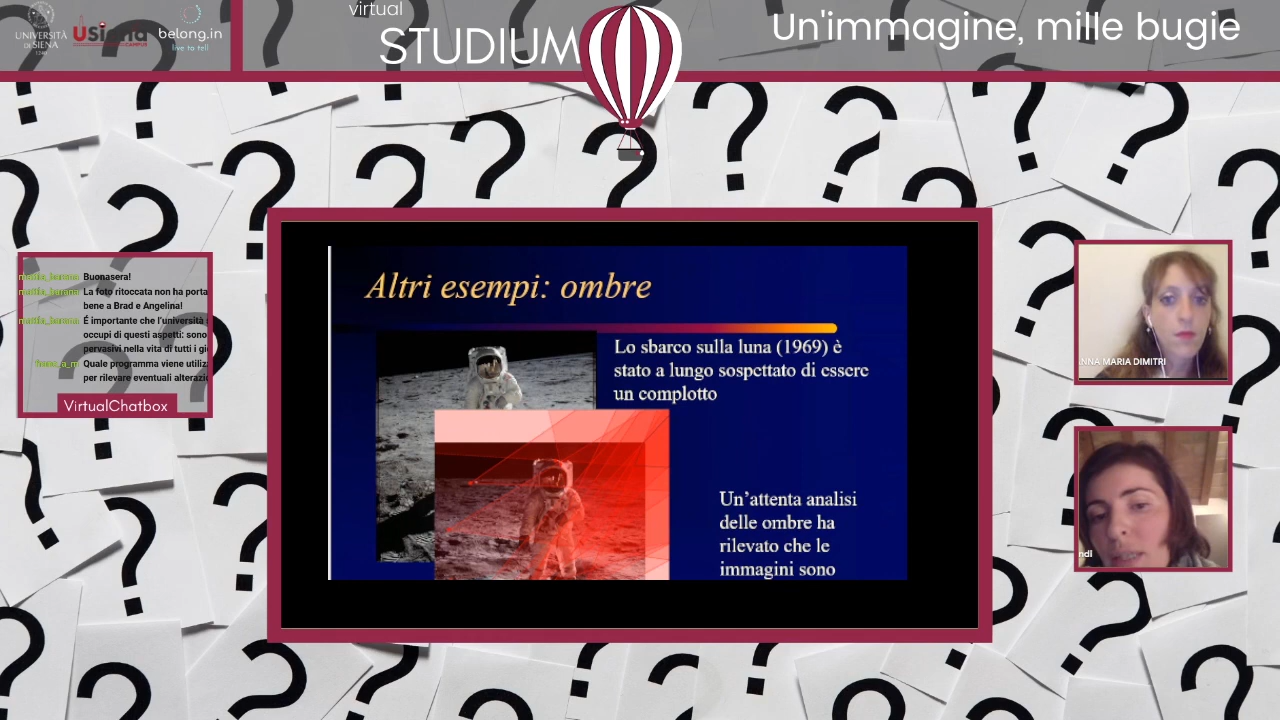 UNIVERSITÀ
DI SIENA
1240
USiena
CAMPUS
belong.in
live to tell
virtual
STUDIUM
Un'immagine, mille bugie
Buonasera!
La foto ritoccata non ha porta
bene a Brad e Angelina!
É importante che l'università
occupi di questi aspetti: sono
pervasivi nella vita di tutti i gi
Quale programma viene utiliz
per rilevare eventuali alterazi
VirtualChatbox
Altri esempi: ombre
Lo sbarco sulla luna (1969) è
stato a lungo sospettato di essere
un complotto
Un'attenta analisi
delle ombre ha
rilevato che le
immagini sono
NNA MARIA DIMITRI
ndl